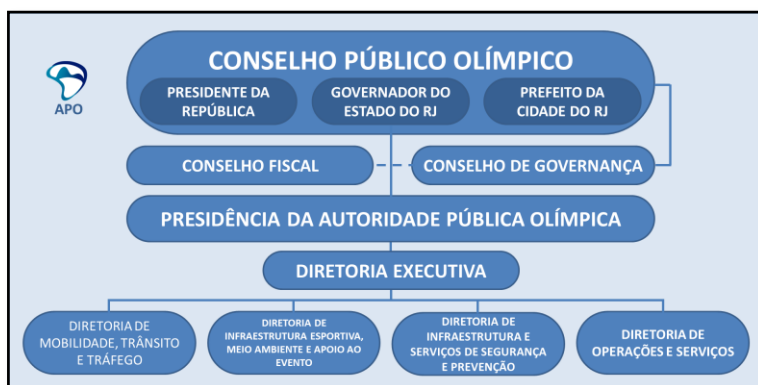 CONSELHO PÚBLICO OLÍMPICO
APO
PRESIDENTE DA
REPÚBLICA
GOVERNADOR DO
ESTADO DO RJ
PREFEITO DA
CIDADE DO RJ
CONSELHO FISCAL
CONSELHO DE GOVERNANÇA
PRESIDÊNCIA DA AUTORIDADE PÚBLICA OLÍMPICA
DIRETORIA EXECUTIVA
DIRETORIA DE
MOBILIDADE, TRÂNSITO
E TRÁFEGO
DIRETORIA DE
INFRAESTRUTURA ESPORTIVA,
MEIO AMBIENTE E APOIO AO
EVENTO
DIRETORIA DE
INFRAESTRUTURA E
SERVIÇOS DE SEGURANÇA
E PREVENÇÃO
DIRETORIA DE
OPERAÇÕES E SERVIÇOS